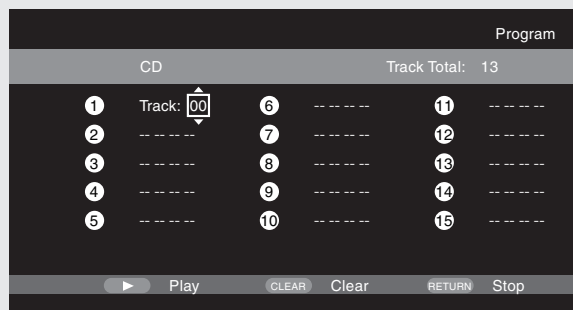 Program
CD Track Total: 13
1 Track: 00 6 -- -- -- -- 11 -- -- -- --
2 -- -- -- -- 7 -- -- -- -- 12 -- -- -- --
3 -- -- -- -- 8 -- -- -- -- 13 -- -- -- --
4 -- -- -- -- 9 -- -- -- -- 14 -- -- -- --
5 -- -- -- -- 10 -- -- -- -- 15 -- -- -- --
Play CLEAR Clear RETURN Stop